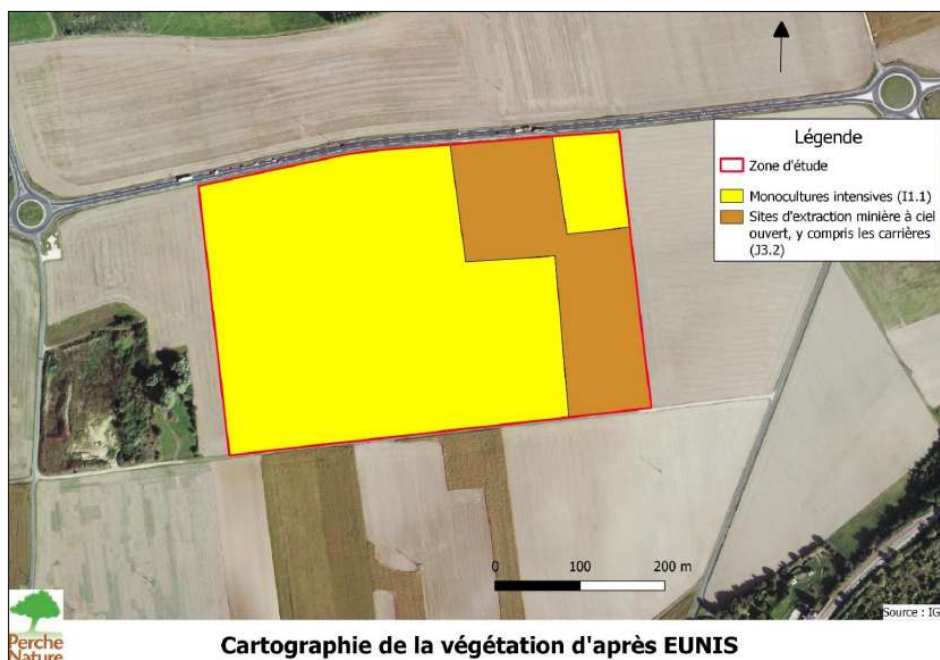 Légende
Zone d'étude
Monocultures intensives (I1.1)
Sites d'extraction minière à ciel
ouvert, y compris les carrières
(J3.2)
0 100 200 m
Source : IG
Perche
Nature
Cartographie de la végétation d'après EUNIS